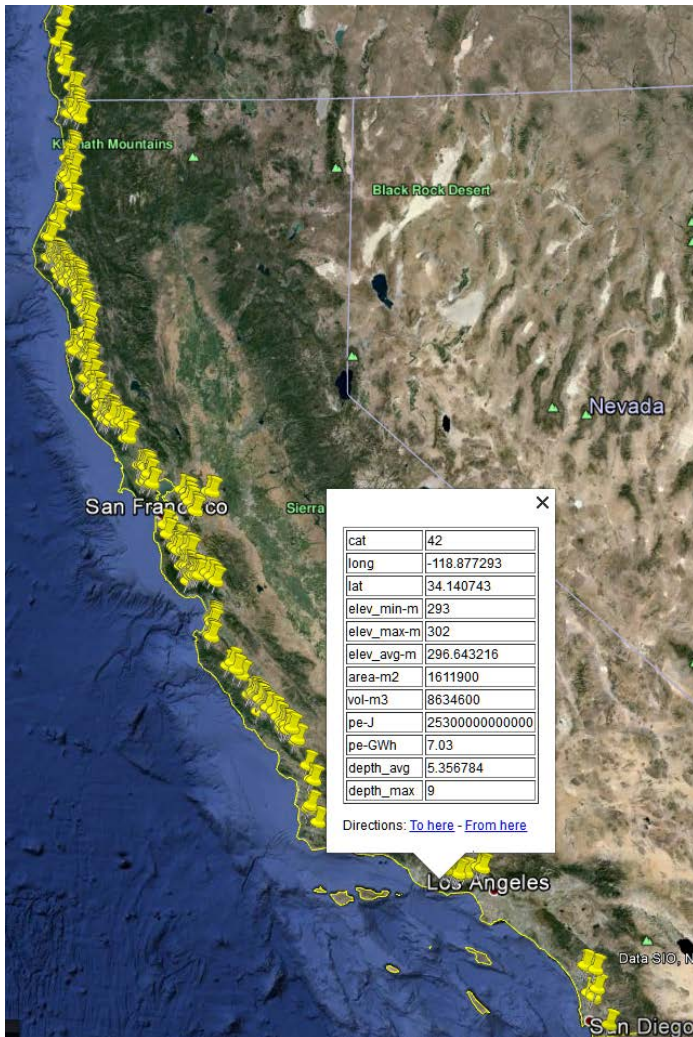 Klamath Mountains
Black Rock Desert
Nevada
San Francisco
Sierra
cat 42
long -118.877293
lat 34.140743
elev_min-m 293
elev_max-m 302
elev_avg-m 296.643216
area-m2 1611900
vol-m3 8634600
pe-J 25300000000000
pe-GWh 7.03
depth_avg 5.356784
depth_max 9
Directions: To here - From here
Los Angeles
Data SIO, N
San Diego